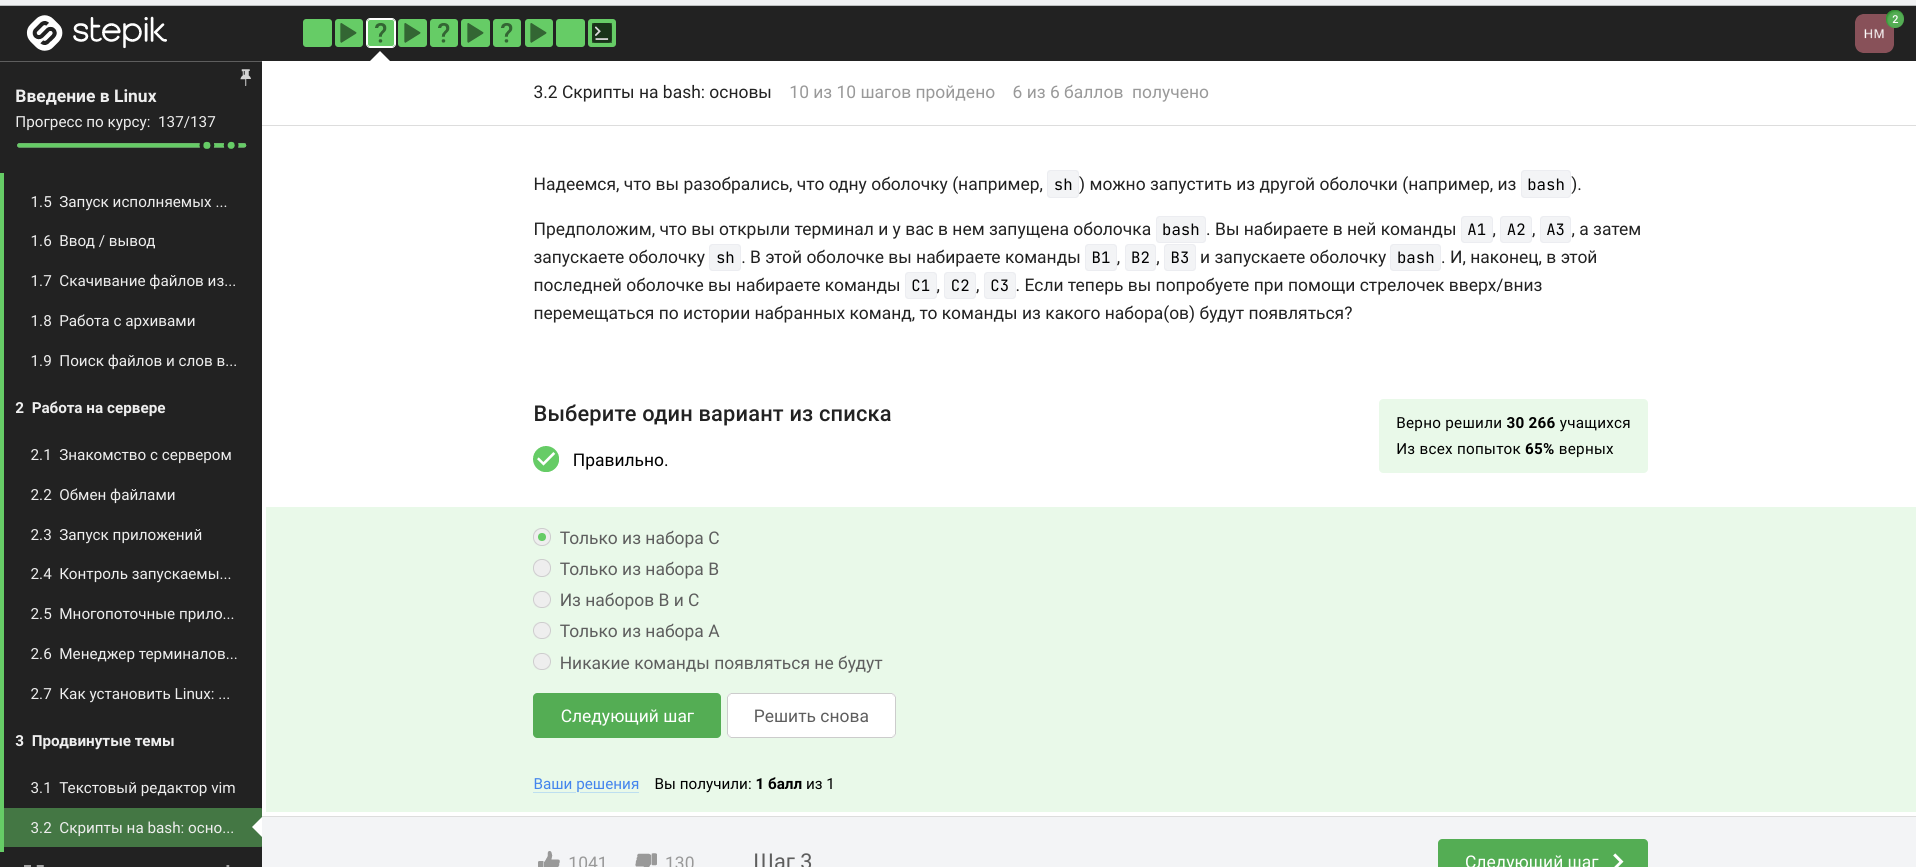 stepik
НМ
2
Введение в Linux
Прогресс по курсу: 137/137
1.5 Запуск исполняемых ...
1.6 Ввод / вывод
1.7 Скачивание файлов из...
1.8 Работа с архивами
1.9 Поиск файлов и слов в...
2 Работа на сервере
2.1 Знакомство с сервером
2.2 Обмен файлами
2.3 Запуск приложений
2.4 Контроль запускаемы...
2.5 Многопоточные прило...
2.6 Менеджер терминалов...
2.7 Как установить Linux: ...
3 Продвинутые темы
3.1 Текстовый редактор vim
3.2 Скрипты на bash: осно...
3.2 Скрипты на bash: основы 10 из 10 шагов пройдено 6 из 6 баллов получено
Надеемся, что вы разобрались, что одну оболочку (например, sh) можно запустить из другой оболочки (например, из bash).
Предположим, что вы открыли терминал и у вас в нем запущена оболочка bash. Вы набираете в ней команды A1, A2, A3, а затем
запускаете оболочку sh. В этой оболочке вы набираете команды B1, B2, B3 и запускаете оболочку bash. И, наконец, в этой
последней оболочке вы набираете команды C1, C2, C3. Если теперь вы попробуете при помощи стрелочек вверх/вниз
перемещаться по истории набранных команд, то команды из какого набора(ов) будут появляться?
Выберите один вариант из списка
Правильно.
Верно решили 30 266 учащихся
Из всех попыток 65% верных
Только из набора C
Только из набора B
Из наборов B и C
Только из набора A
Никакие команды появляться не будут
Следующий шаг
Решить снова
Ваши решения Вы получили: 1 балл из 1
1041
130
Шаг 3
Следующий шаг